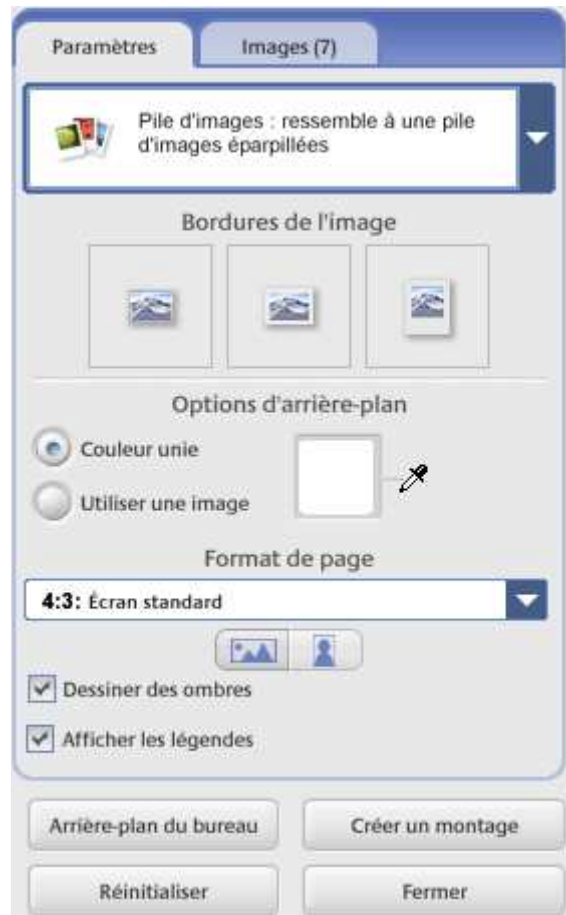 Paramètres
Images (7)
Pile d'images : ressemble à une pile
d'images éparpillées
Bordures de l'image
Options d'arrière-plan
Couleur unie
Utiliser une image
Format de page
4:3: Écran standard
Dessiner des ombres
Afficher les légendes
Arrière-plan du bureau
Créer un montage
Réinitialiser
Fermer